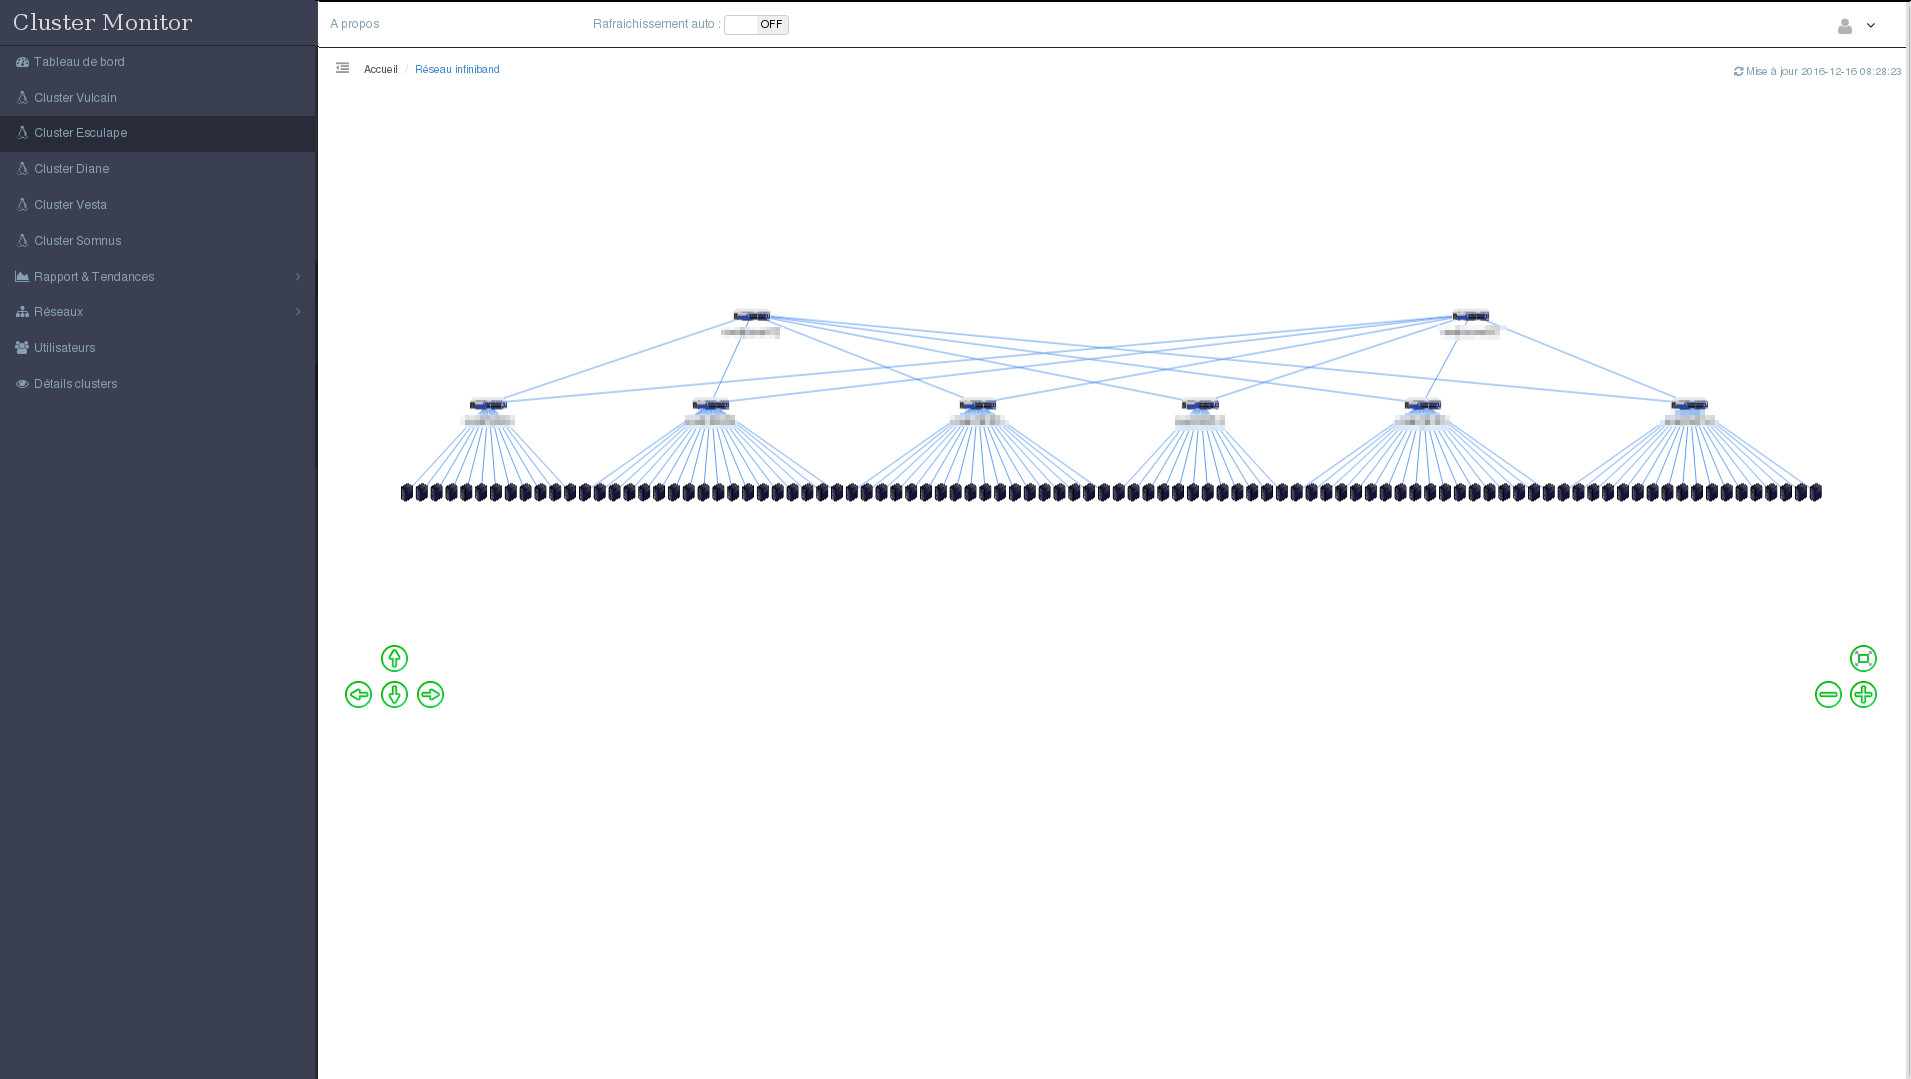 Cluster Monitor
A propos
Rafraichissement auto : OFF
Tableau de bord
Cluster Vulcain
Cluster Esculape
Cluster Diane
Cluster Vesta
Cluster Somnus
Rapport & Tendances
Réseaux
Utilisateurs
Détails clusters
Accueil / Réseau infiniband
Mise à jour 2016-12-16 08:28:23